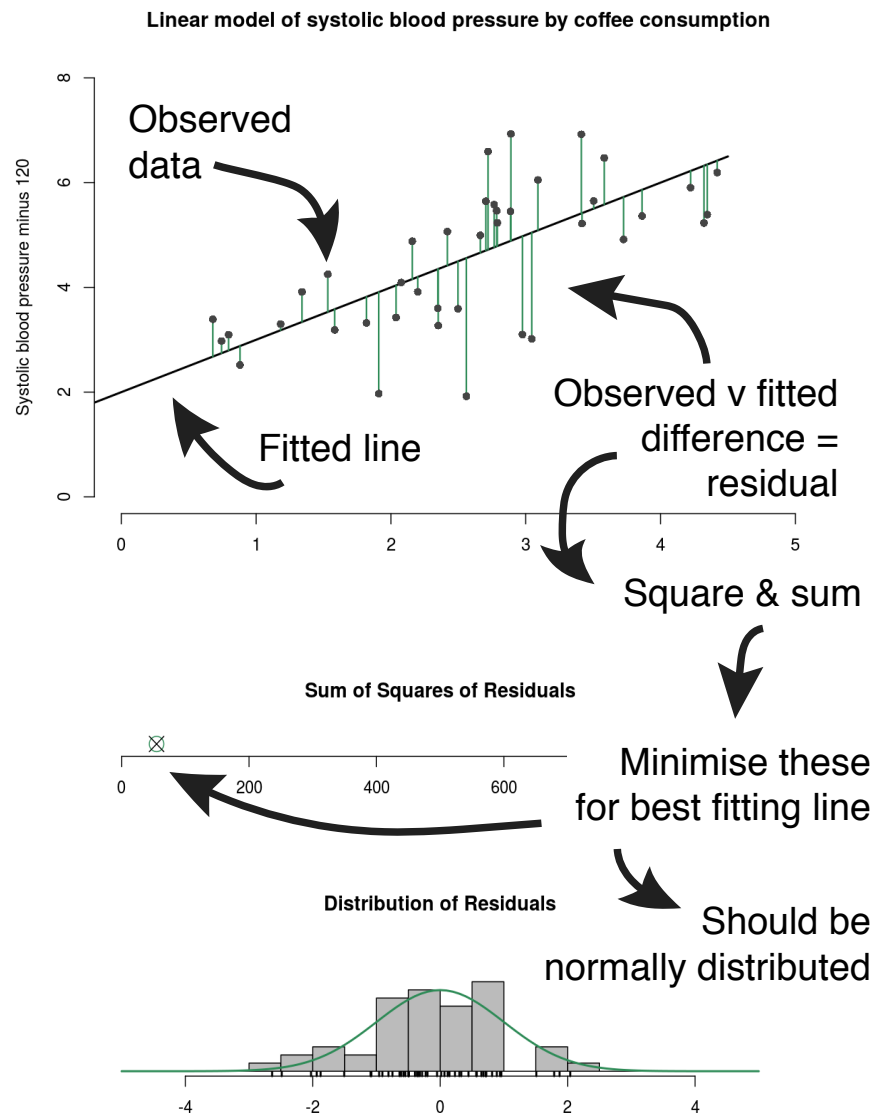 Linear model of systolic blood pressure by coffee consumption
Systolic blood pressure minus 120
8
6
4
2
0
Observed
data
Fitted line
Observed v fitted
difference =
residual
0 1 2 3 4 5
Square & sum
Sum of Squares of Residuals
0 200 400 600
Minimise these
for best fitting line
Distribution of Residuals
Should be
normally distributed
-4 -2 0 2 4